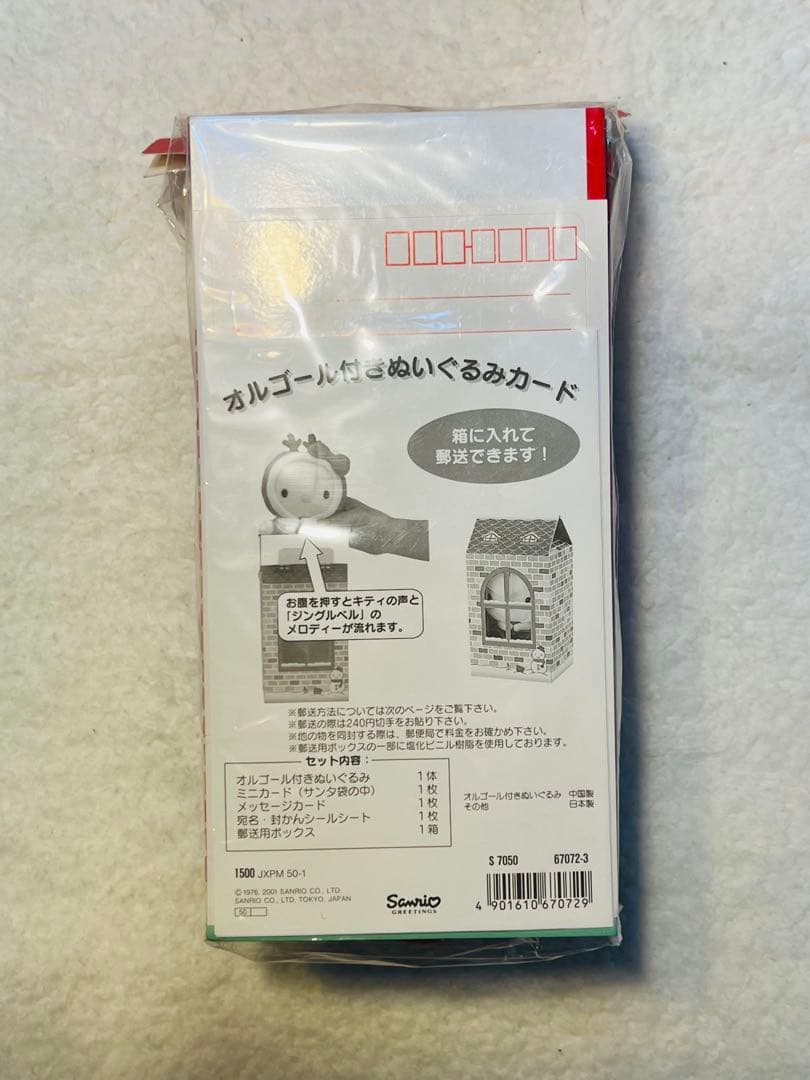 オルゴール付きぬいぐるみカード
箱に入れて
郵送できます！
お腹を押すとキティの声と
「ジングルベル」の
メロディーが流れます。
※郵送方法については次のページをご覧下さい。
※郵送の際は240円切手をお貼り下さい。
※他の物を同封する際は、郵便局で料金をお確かめ下さい。
※郵送用ボックスの一部に塩化ビニル樹脂を使用しております。
セット内容：
オルゴール付きぬいぐるみ 1体
ミニカード（サンタ袋の中） 1枚
メッセージカード 1枚
宛名・封かんシールシート 1枚
郵送用ボックス 1箱
オルゴール付きぬいぐるみ 中国製
その他 日本製
1500 JXPM 50-1
© 1976, 2001 SANRIO CO., LTD.
SANRIO CO., LTD. TOKYO, JAPAN
50
Sanrio
GREETINGS
S 7050 67072-3
4 901610 670729